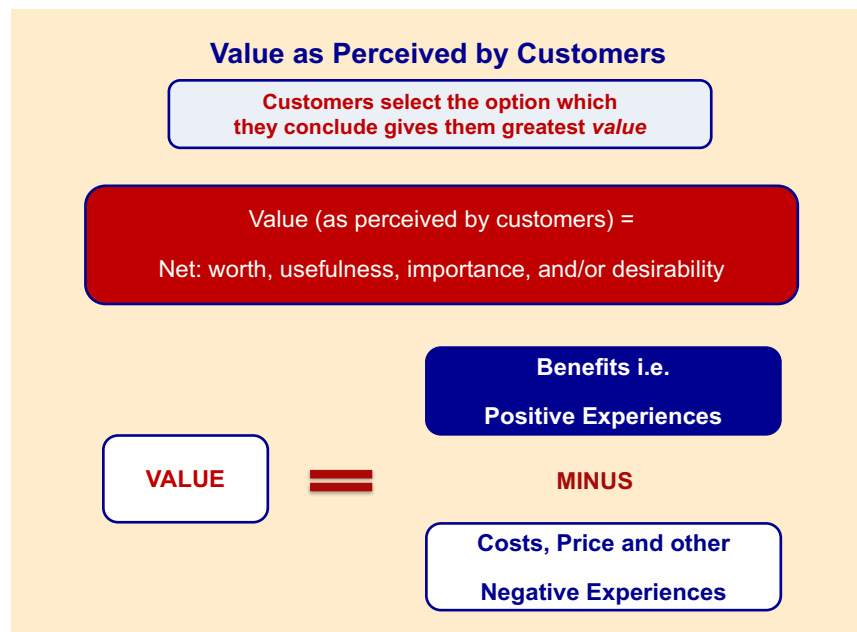 Value as Perceived by Customers
Customers select the option which
they conclude gives them greatest value
Value (as perceived by customers) =
Net: worth, usefulness, importance, and/or desirability
Benefits i.e.
Positive Experiences
VALUE
=
MINUS
Costs, Price and other
Negative Experiences